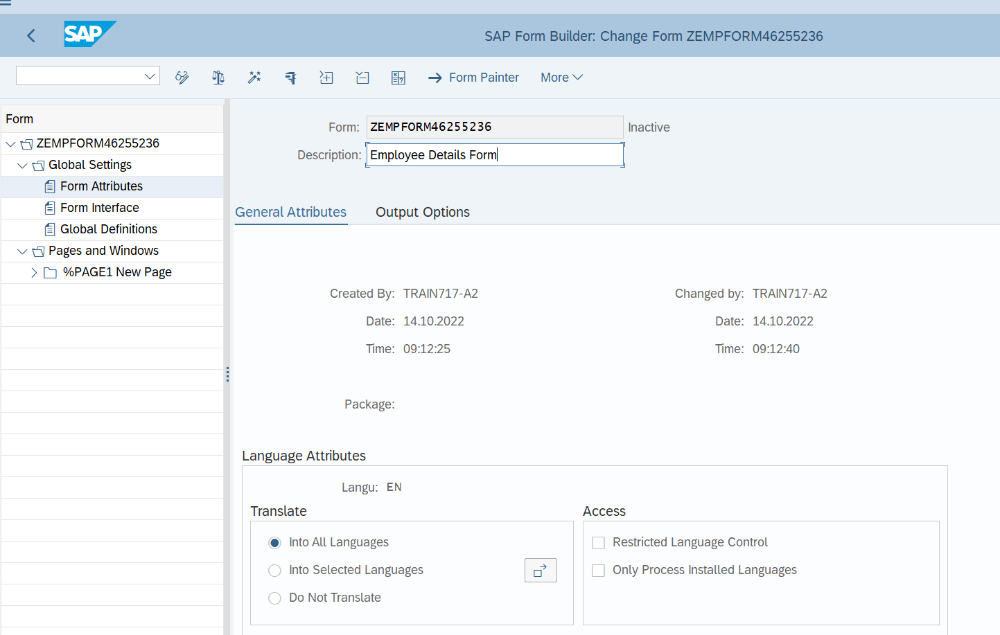 SAP
SAP Form Builder: Change Form ZEMPFORM46255236
Form Painter
More
Form
ZEMPFORM46255236
Global Settings
Form Attributes
Form Interface
Global Definitions
Pages and Windows
%PAGE1 New Page
Form: ZEMPFORM46255236 Inactive
Description: Employee Details Form
General Attributes Output Options
Created By: TRAIN717-A2 Changed by: TRAIN717-A2
Date: 14.10.2022 Date: 14.10.2022
Time: 09:12:25 Time: 09:12:40
Package:
Language Attributes
Langu: EN
Translate
Into All Languages
Into Selected Languages
Do Not Translate
Access
Restricted Language Control
Only Process Installed Languages